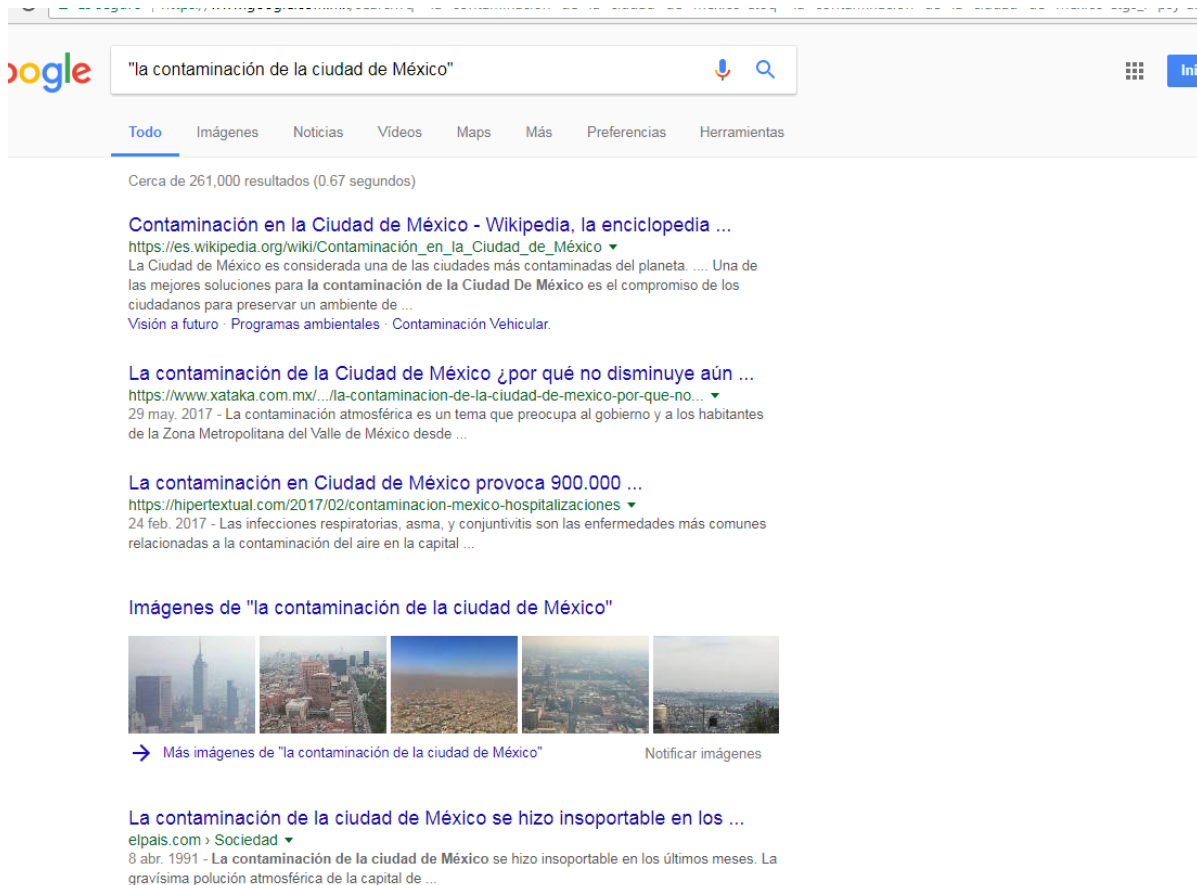 oogle
"la contaminación de la ciudad de México"
Todo Imágenes Noticias Vídeos Maps Más Preferencias Herramientas
Cerca de 261,000 resultados (0.67 segundos)
Contaminación en la Ciudad de México - Wikipedia, la enciclopedia ...
https://es.wikipedia.org/wiki/Contaminación_en_la_Ciudad_de_México
La Ciudad de México es considerada una de las ciudades más contaminadas del planeta. .... Una de
las mejores soluciones para la contaminación de la Ciudad De México es el compromiso de los
ciudadanos para preservar un ambiente de ...
Visión a futuro · Programas ambientales · Contaminación Vehicular.
La contaminación de la Ciudad de México ¿por qué no disminuye aún ...
https://www.xataka.com.mx/.../la-contaminacion-de-la-ciudad-de-mexico-por-que-no...
29 may. 2017 - La contaminación atmosférica es un tema que preocupa al gobierno y a los habitantes
de la Zona Metropolitana del Valle de México desde ...
La contaminación en Ciudad de México provoca 900.000 ...
https://hipertextual.com/2017/02/contaminacion-mexico-hospitalizaciones
24 feb. 2017 - Las infecciones respiratorias, asma, y conjuntivitis son las enfermedades más comunes
relacionadas a la contaminación del aire en la capital ...
Imágenes de "la contaminación de la ciudad de México"
Más imágenes de "la contaminación de la ciudad de México" Notificar imágenes
La contaminación de la ciudad de México se hizo insoportable en los ...
elpais.com › Sociedad
8 abr. 1991 - La contaminación de la ciudad de México se hizo insoportable en los últimos meses. La
gravísima polución atmosférica de la capital de ...